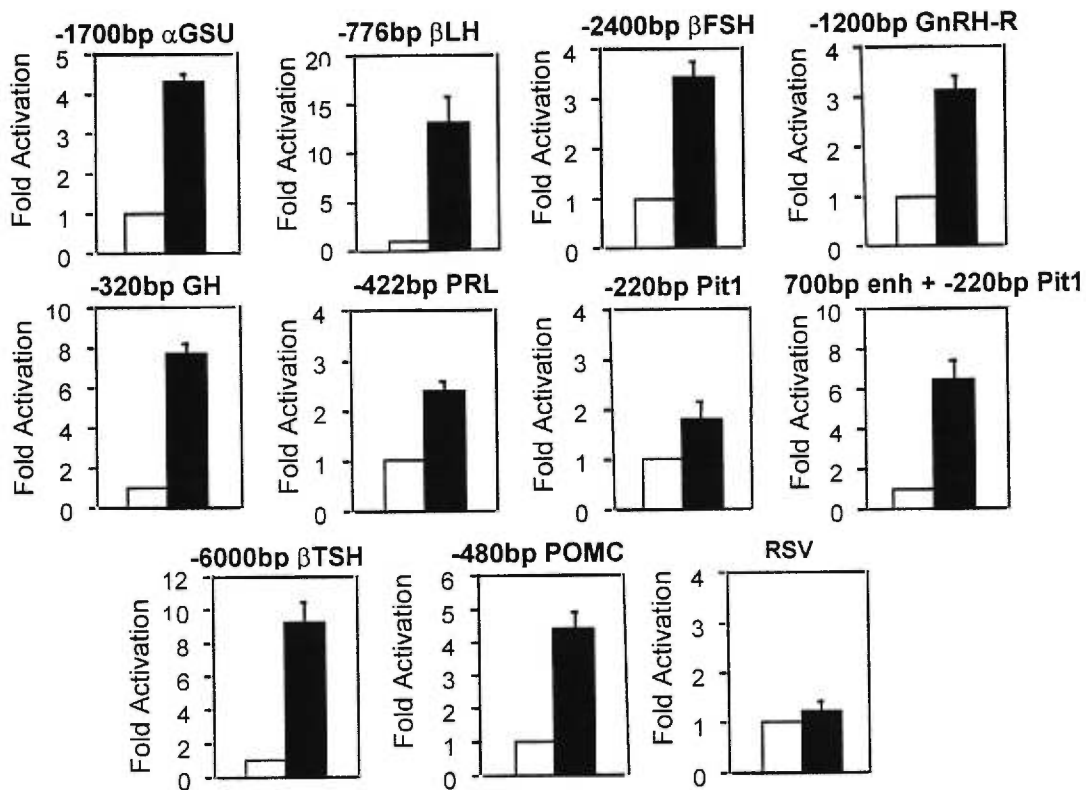 -1700bp αGSU
Fold Activation
5
4
3
2
1
0
-776bp βLH
Fold Activation
20
15
10
5
0
-2400bp βFSH
Fold Activation
4
3
2
1
0
-1200bp GnRH-R
Fold Activation
4
3
2
1
0
-320bp GH
Fold Activation
10
8
6
4
2
0
-422bp PRL
Fold Activation
4
3
2
1
0
-220bp Pit1
Fold Activation
4
3
2
1
0
700bp enh + -220bp Pit1
Fold Activation
10
8
6
4
2
0
-6000bp βTSH
Fold Activation
12
10
8
6
4
2
0
-480bp POMC
Fold Activation
6
5
4
3
2
1
0
RSV
Fold Activation
4
3
2
1
0